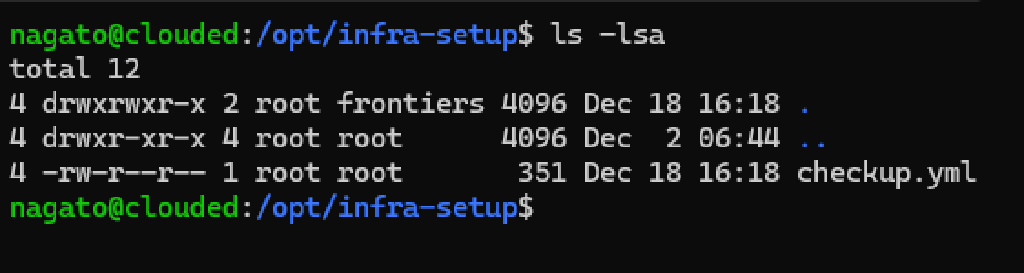 nagato@clouded:/opt/infra-setup$ ls -lsa
total 12
4 drwxrwxr-x 2 root frontiers 4096 Dec 18 16:18 .
4 drwxr-xr-x 4 root root      4096 Dec  2 06:44 ..
4 -rw-r--r-- 1 root root       351 Dec 18 16:18 checkup.yml
nagato@clouded:/opt/infra-setup$